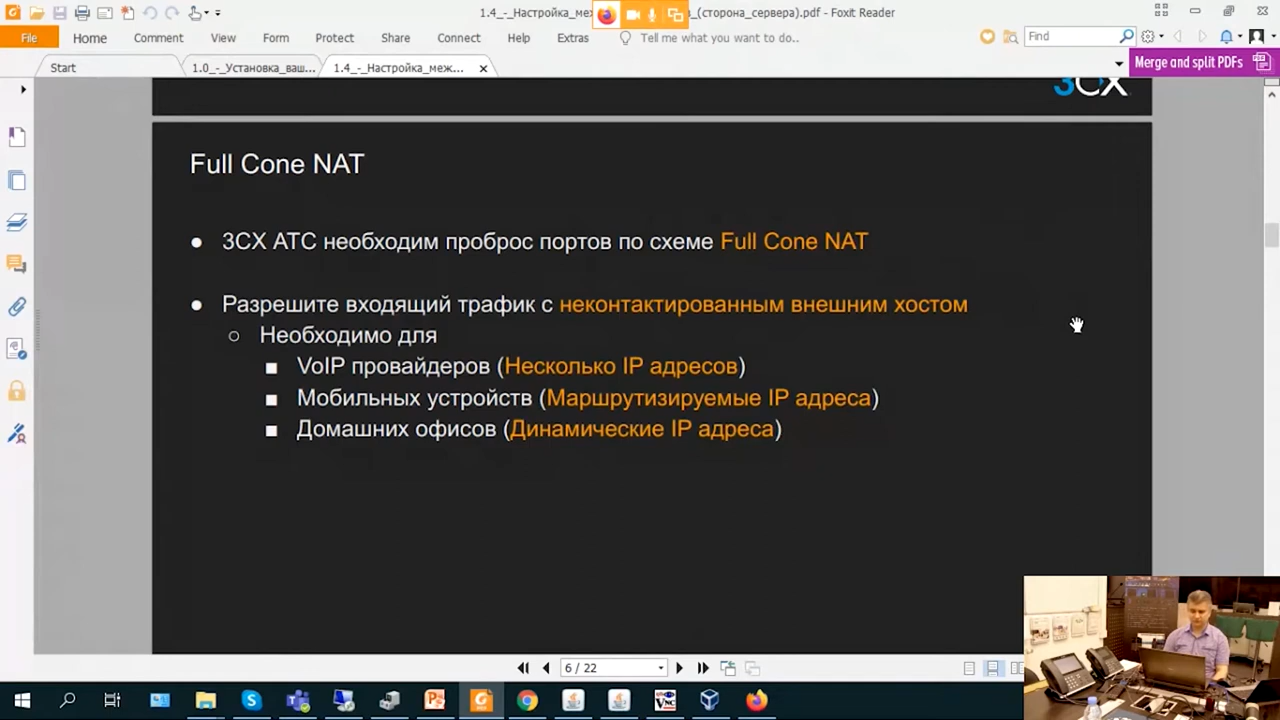 1.4_-_Настройка_ме
_(сторона_сервера).pdf - Foxit Reader
File Home Comment View Form Protect Share Connect Help Extras Tell me what you want to do.. Find
Start 1.0_-_Установка_ваш... 1.4_-_Настройка_меж... Merge and split PDFs
3CX
Full Cone NAT
● 3CX АТС необходим проброс портов по схеме Full Cone NAT
● Разрешите входящий трафик с неконтактированным внешним хостом
○ Необходимо для
■ VoIP провайдеров (Несколько IP адресов)
■ Мобильных устройств (Маршрутизируемые IP адреса)
■ Домашних офисов (Динамические IP адреса)
6 / 22